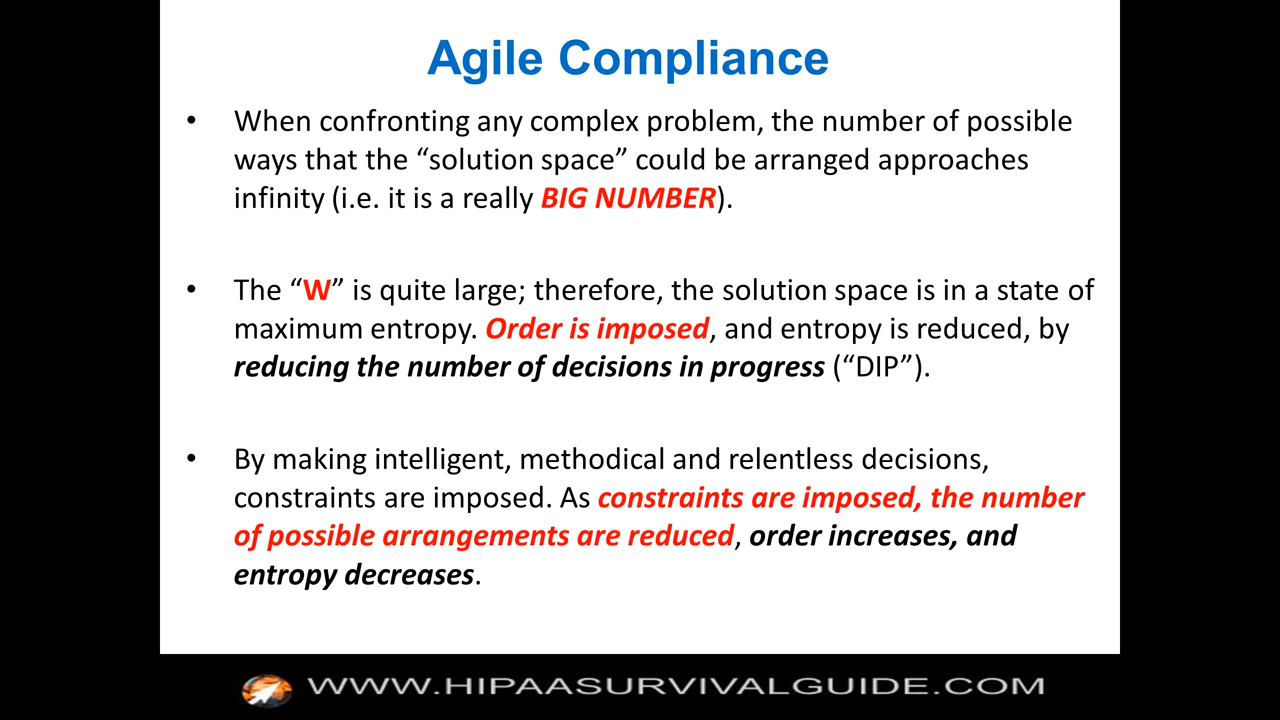 Agile Compliance
• When confronting any complex problem, the number of possible
ways that the “solution space” could be arranged approaches
infinity (i.e. it is a really BIG NUMBER).
• The “W” is quite large; therefore, the solution space is in a state of
maximum entropy. Order is imposed, and entropy is reduced, by
reducing the number of decisions in progress (“DIP”).
• By making intelligent, methodical and relentless decisions,
constraints are imposed. As constraints are imposed, the number
of possible arrangements are reduced, order increases, and
entropy decreases.
WWW.HIPAASURVIVALGUIDE.COM